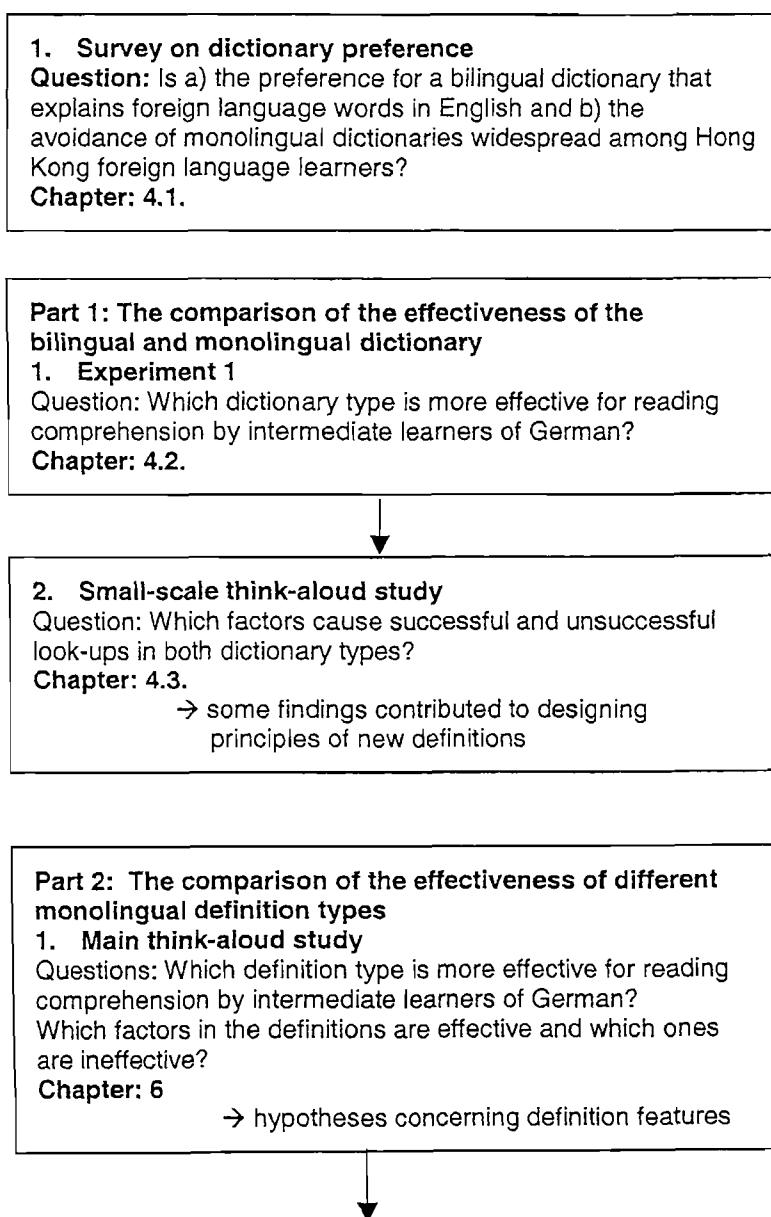 1. Survey on dictionary preference
Question: Is a) the preference for a bilingual dictionary that
explains foreign language words in English and b) the
avoidance of monolingual dictionaries widespread among Hong
Kong foreign language learners?
Chapter: 4.1.
Part 1: The comparison of the effectiveness of the
bilingual and monolingual dictionary
1. Experiment 1
Question: Which dictionary type is more effective for reading
comprehension by intermediate learners of German?
Chapter: 4.2.
2. Small-scale think-aloud study
Question: Which factors cause successful and unsuccessful
look-ups in both dictionary types?
Chapter: 4.3.
→ some findings contributed to designing
principles of new definitions
Part 2: The comparison of the effectiveness of different
monolingual definition types
1. Main think-aloud study
Questions: Which definition type is more effective for reading
comprehension by intermediate learners of German?
Which factors in the definitions are effective and which ones
are ineffective?
Chapter: 6
→ hypotheses concerning definition features